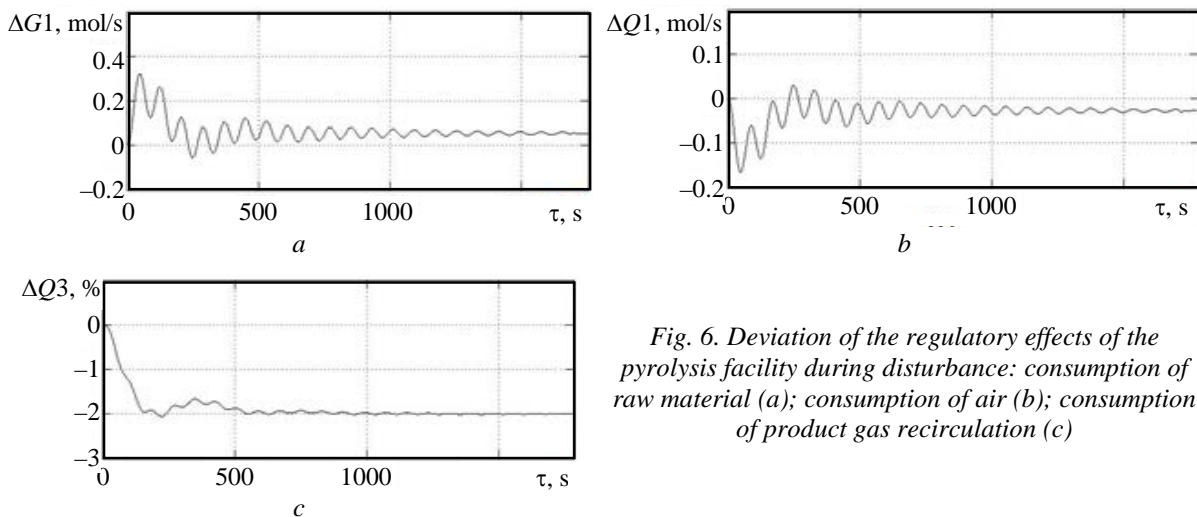 ΔG1, mol/s
0.4
0.2
0
–0.2
0
500
1000
τ, s
a
ΔQ1, mol/s
0.1
0
–0.1
–0.2
0
500
1000
τ, s
b
ΔQ3, %
0
–1
–2
–3
0
500
1000
τ, s
c
Fig. 6. Deviation of the regulatory effects of the
pyrolysis facility during disturbance: consumption of
raw material (a); consumption of air (b); consumption
of product gas recirculation (c)